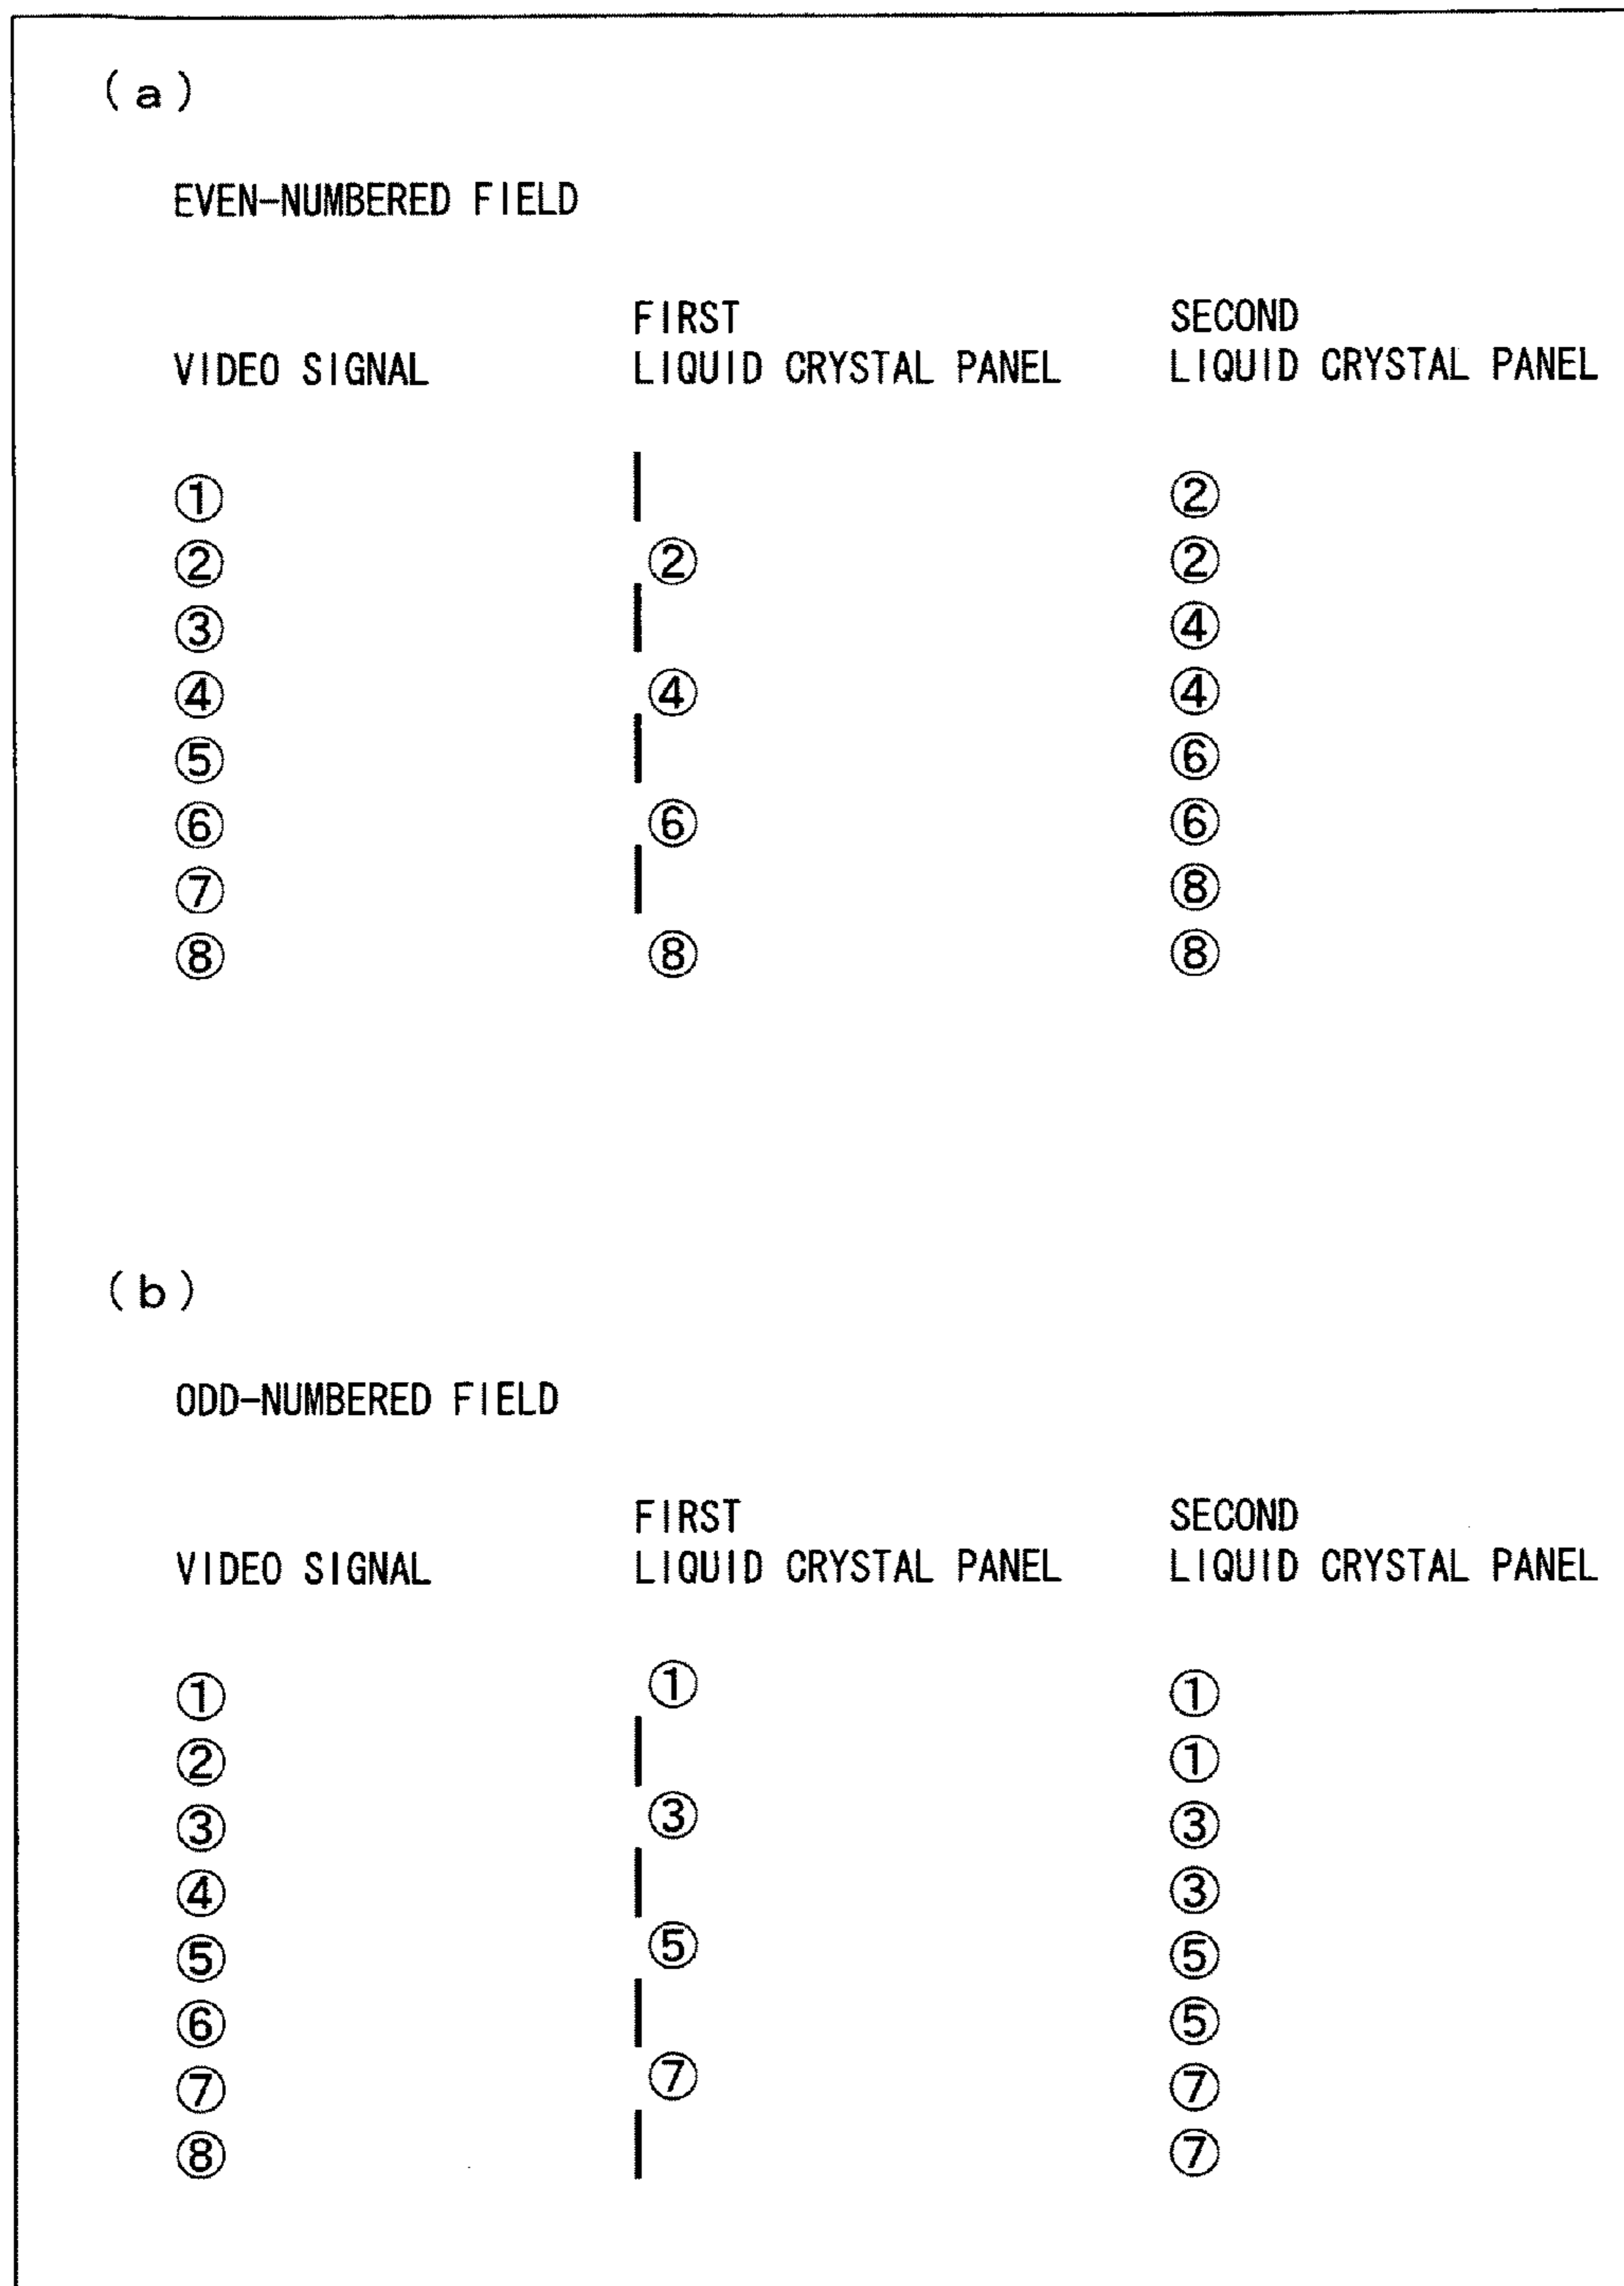 (a)
EVEN-NUMBERED FIELD
FIRST SECOND
VIDEO SIGNAL LIQUID CRYSTAL PANEL LIQUID CRYSTAL PANEL
① ②
② ② ②
③ ④
④ ④ ④
⑤ ⑥
⑥ ⑥ ⑥
⑦ ⑧
⑧ ⑧ ⑧
(b)
ODD-NUMBERED FIELD
FIRST SECOND
VIDEO SIGNAL LIQUID CRYSTAL PANEL LIQUID CRYSTAL PANEL
① ① ①
② ①
③ ③ ③
④ ③
⑤ ⑤ ⑤
⑥ ⑤
⑦ ⑦ ⑦
⑧ ⑦